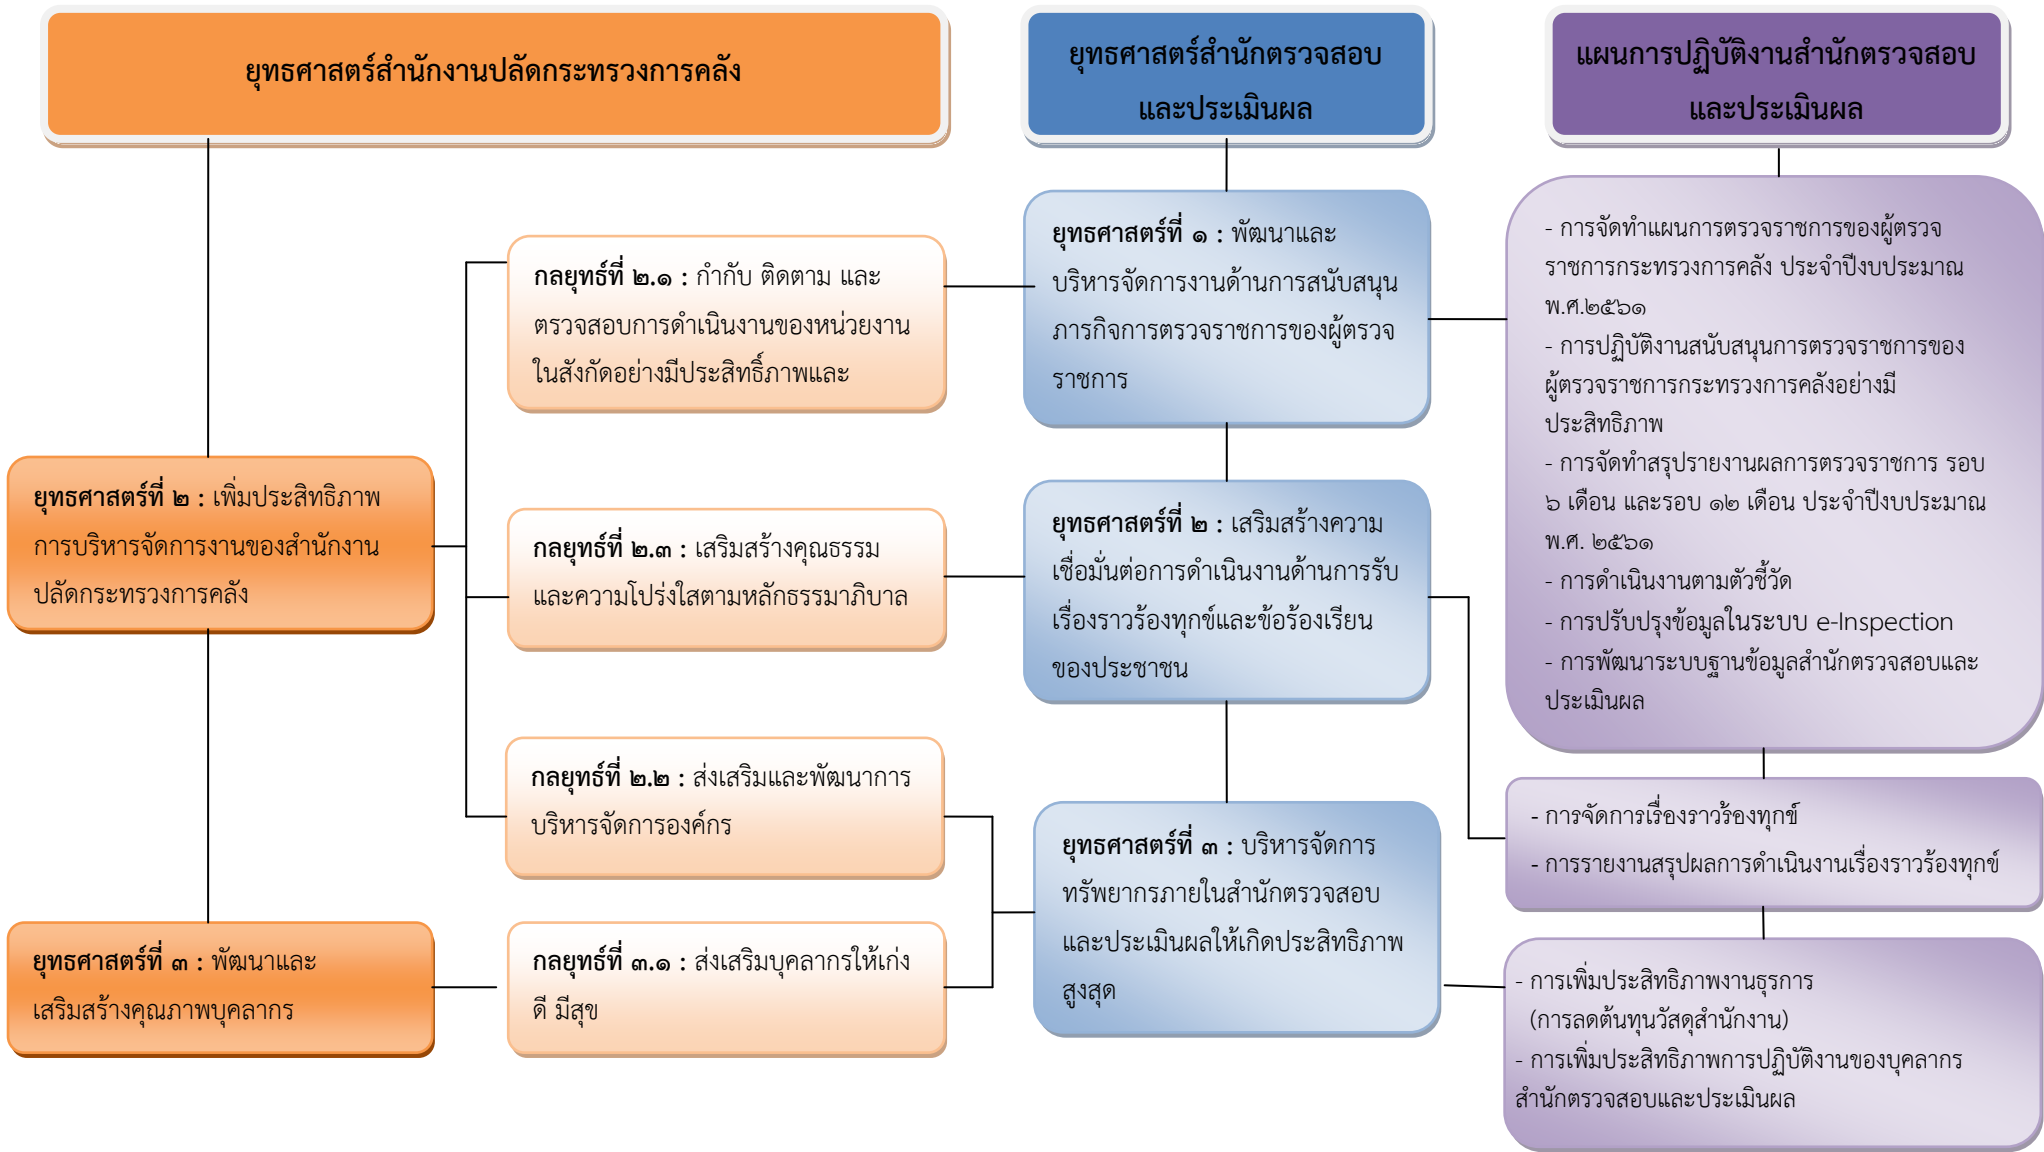 ยุทธศาสตร์สำนักงานปลัดกระทรวงการคลัง
ยุทธศาสตร์สำนักตรวจสอบ
และประเมินผล
แผนการปฏิบัติงานสำนักตรวจสอบ
และประเมินผล
ยุทธศาสตร์ที่ ๒ : เพิ่มประสิทธิภาพ
การบริหารจัดการงานของสำนักงาน
ปลัดกระทรวงการคลัง
ยุทธศาสตร์ที่ ๓ : พัฒนาและ
เสริมสร้างคุณภาพบุคลากร
กลยุทธ์ที่ ๒.๑ : กำกับ ติดตาม และ
ตรวจสอบการดำเนินงานของหน่วยงาน
ในสังกัดอย่างมีประสิทธิ์ภาพและ
กลยุทธ์ที่ ๒.๓ : เสริมสร้างคุณธรรม
และความโปร่งใสตามหลักธรรมาภิบาล
กลยุทธ์ที่ ๒.๒ : ส่งเสริมและพัฒนาการ
บริหารจัดการองค์กร
กลยุทธ์ที่ ๓.๑ : ส่งเสริมบุคลากรให้เก่ง
ดี มีสุข
ยุทธศาสตร์ที่ ๑ : พัฒนาและ
บริหารจัดการงานด้านการสนับสนุน
ภารกิจการตรวจราชการของผู้ตรวจ
ราชการ
ยุทธศาสตร์ที่ ๒ : เสริมสร้างความ
เชื่อมั่นต่อการดำเนินงานด้านการรับ
เรื่องราวร้องทุกข์และข้อร้องเรียน
ของประชาชน
ยุทธศาสตร์ที่ ๓ : บริหารจัดการ
ทรัพยากรภายในสำนักตรวจสอบ
และประเมินผลให้เกิดประสิทธิภาพ
สูงสุด
- การจัดทำแผนการตรวจราชการของผู้ตรวจ
ราชการกระทรวงการคลัง ประจำปีงบประมาณ
พ.ศ.๒๕๖๑
- การปฏิบัติงานสนับสนุนการตรวจราชการของ
ผู้ตรวจราชการกระทรวงการคลังอย่างมี
ประสิทธิภาพ
- การจัดทำสรุปรายงานผลการตรวจราชการ รอบ
๖ เดือน และรอบ ๑๒ เดือน ประจำปีงบประมาณ
พ.ศ. ๒๕๖๑
- การดำเนินงานตามตัวชี้วัด
- การปรับปรุงข้อมูลในระบบ e-Inspection
- การพัฒนาระบบฐานข้อมูลสำนักตรวจสอบและ
ประเมินผล
- การจัดการเรื่องราวร้องทุกข์
- การรายงานสรุปผลการดำเนินงานเรื่องราวร้องทุกข์
- การเพิ่มประสิทธิภาพงานธุรการ
(การลดต้นทุนวัสดุสำนักงาน)
- การเพิ่มประสิทธิภาพการปฏิบัติงานของบุคลากร
สำนักตรวจสอบและประเมินผล